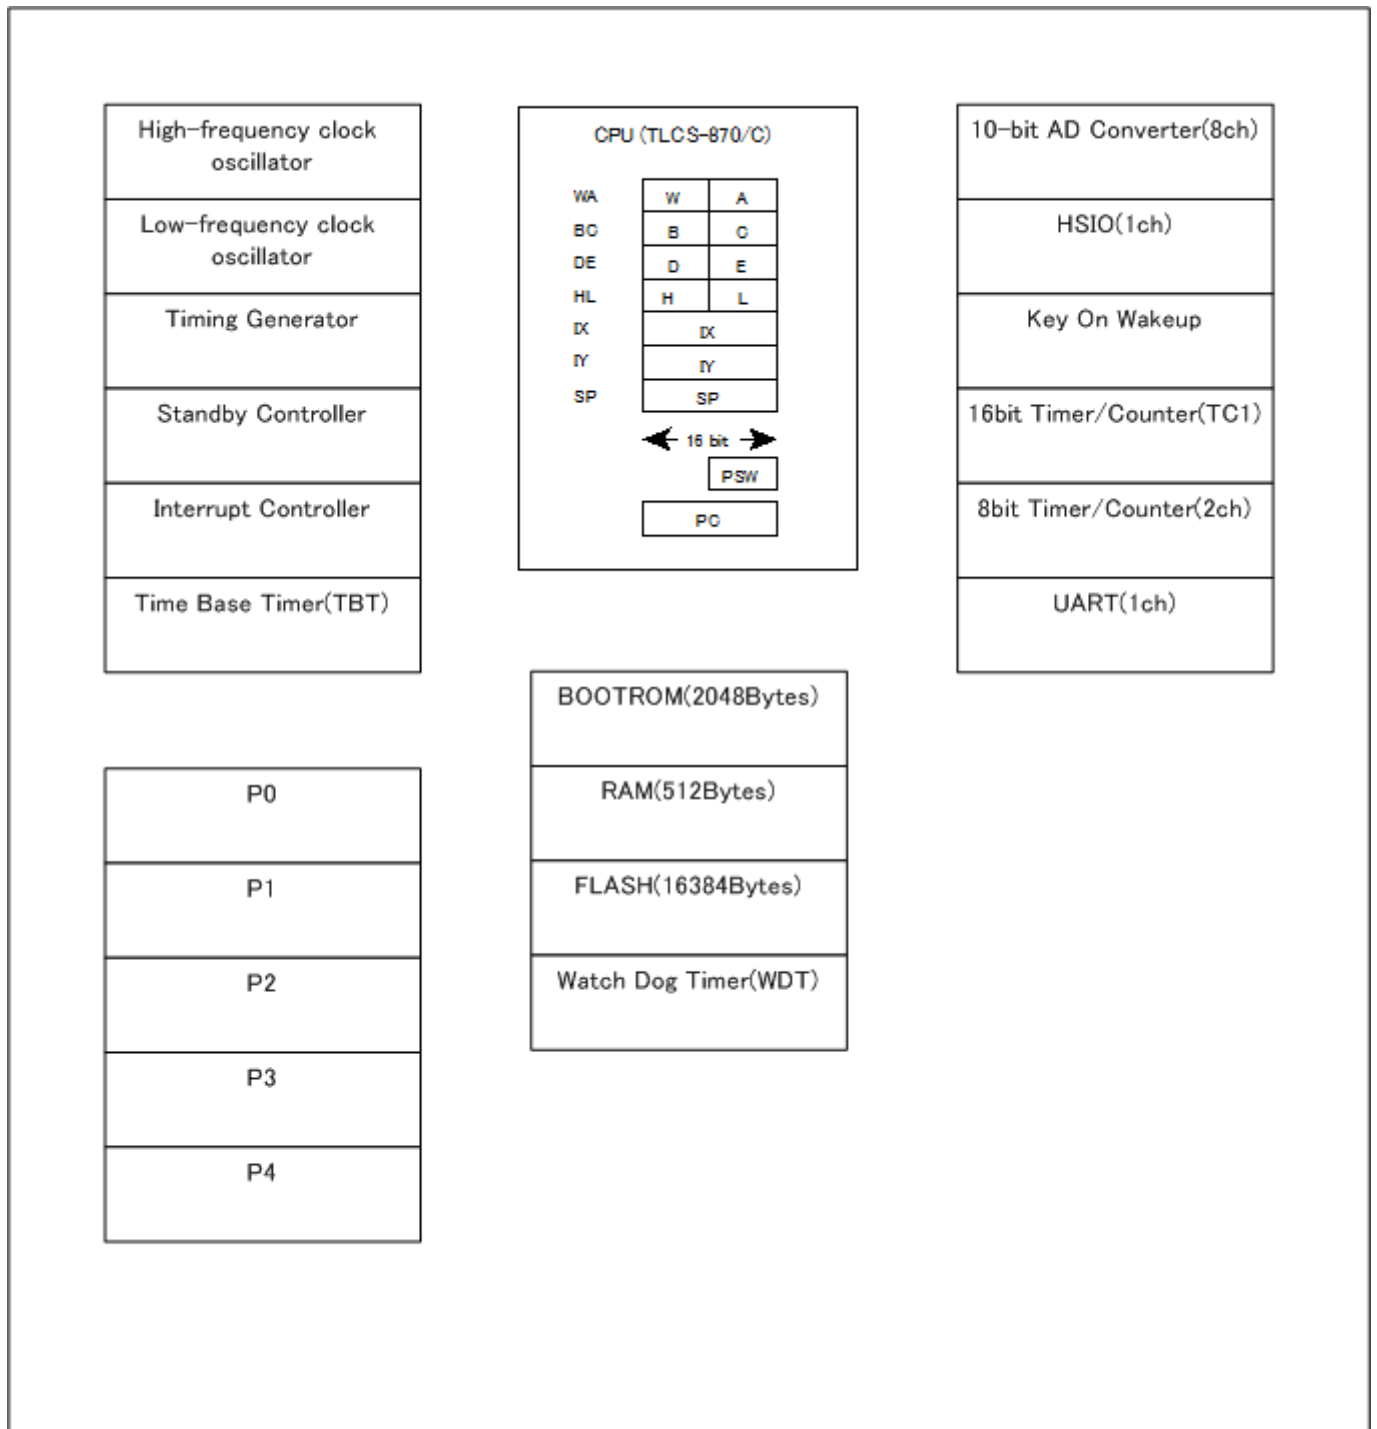 High-frequency clock
oscillator
Low-frequency clock
oscillator
Timing Generator
Standby Controller
Interrupt Controller
Time Base Timer(TBT)
CPU (TLCS-870/C)
WA W A
BC B C
DE D E
HL H L
IX IX
IY IY
SP SP
16 bit
PSW
PC
10-bit AD Converter(8ch)
HSIO(1ch)
Key On Wakeup
16bit Timer/Counter(TC1)
8bit Timer/Counter(2ch)
UART(1ch)
BOOTROM(2048Bytes)
RAM(512Bytes)
FLASH(16384Bytes)
Watch Dog Timer(WDT)
P0
P1
P2
P3
P4